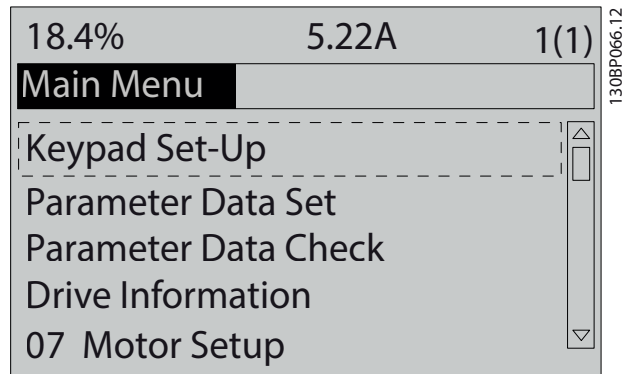 18.4% 5.22A 1(1)
Main Menu
Keypad Set-Up
Parameter Data Set
Parameter Data Check
Drive Information
07 Motor Setup
130BP066.12